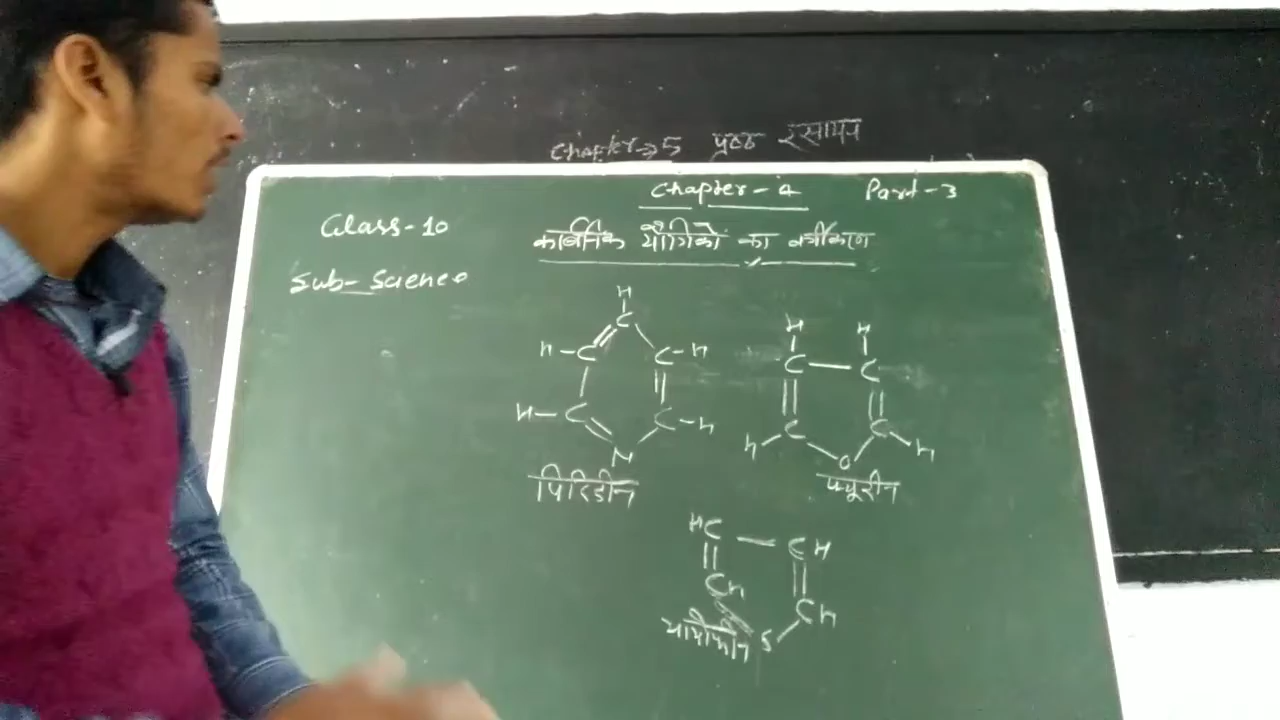 Chapter→5 पृष्ठ रसायन
Chapter-4 Part-3
Class-10
कार्बनिक यौगिकों का वर्गीकरण
Sub- Science
H
C
H-C C-H
H-C C-H
N
पिरिडीन
H H
C — C
H C C H
O
फ्यूरीन
HC — CH
CH CH
S
थायोफीन